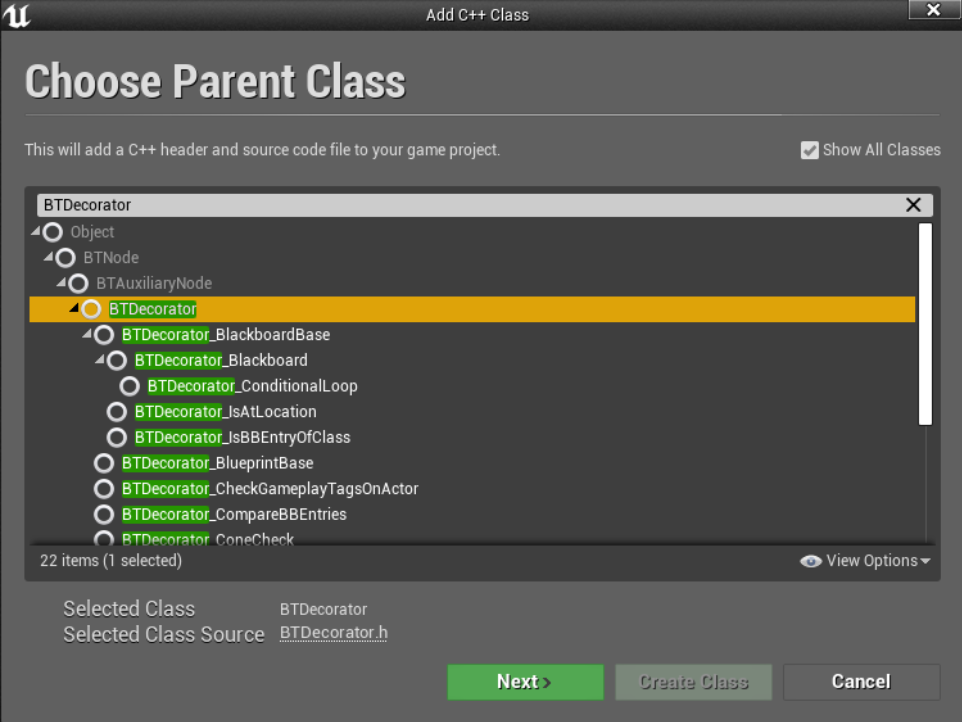 Add C++ Class
Choose Parent Class
This will add a C++ header and source code file to your game project.
Show All Classes
BTDecorator
Object
BTNode
BTAuxiliaryNode
BTDecorator
BTDecorator_BlackboardBase
BTDecorator_Blackboard
BTDecorator_ConditionalLoop
BTDecorator_IsAtLocation
BTDecorator_IsBBEntryOfClass
BTDecorator_BlueprintBase
BTDecorator_CheckGameplayTagsOnActor
BTDecorator_CompareBBEntries
BTDecorator_ConeCheck
22 items (1 selected)
View Options
Selected Class BTDecorator
Selected Class Source BTDecorator.h
Next >
Create Class
Cancel